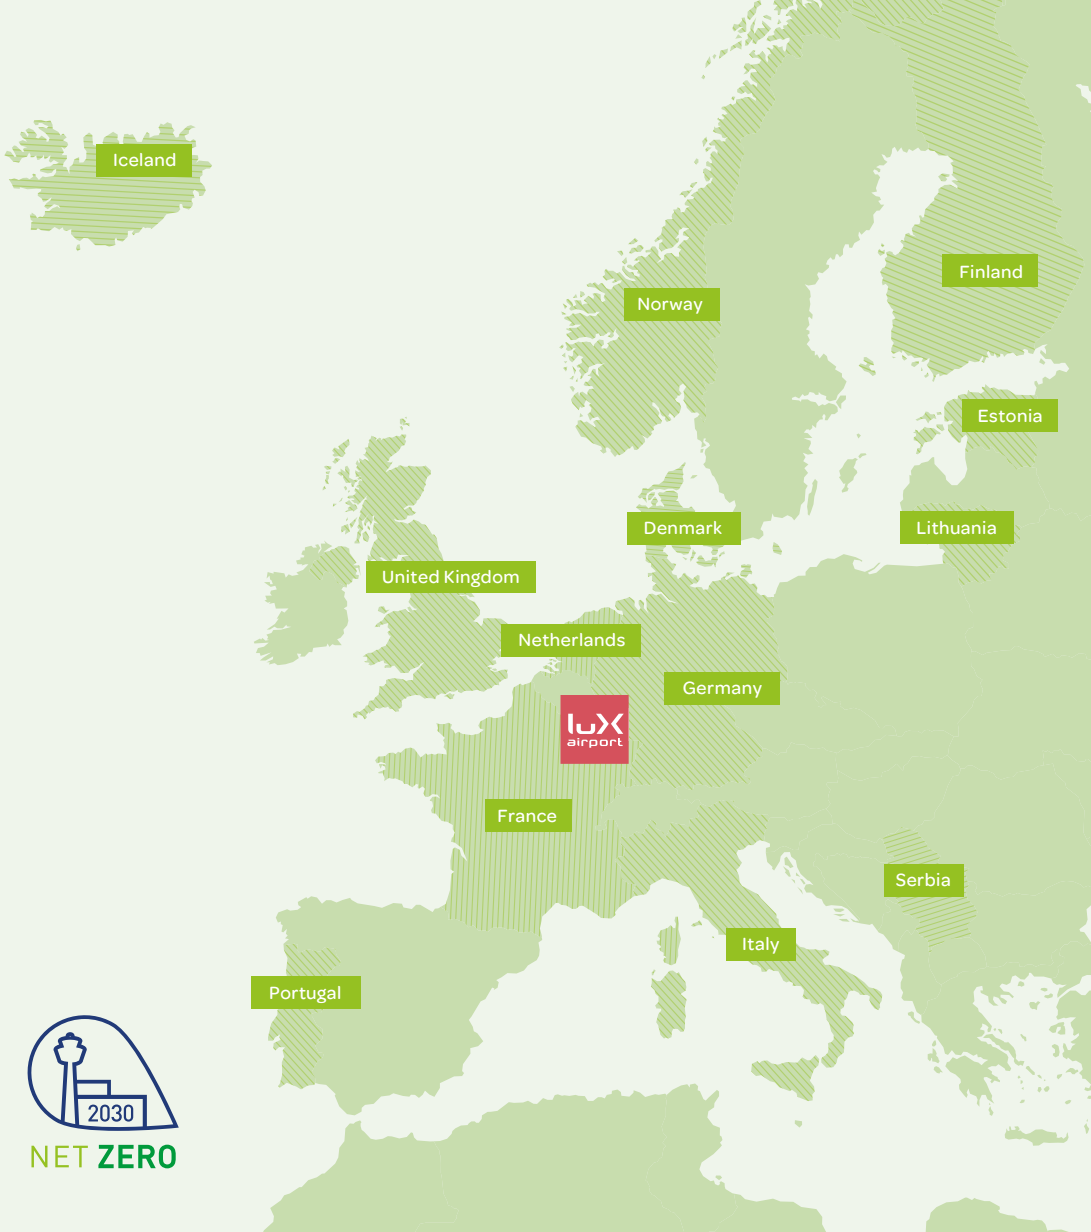 Iceland
Finland
Norway
Estonia
Denmark
Lithuania
United Kingdom
Netherlands
Germany
lux
airport
France
Serbia
Italy
Portugal
2030
NET ZERO